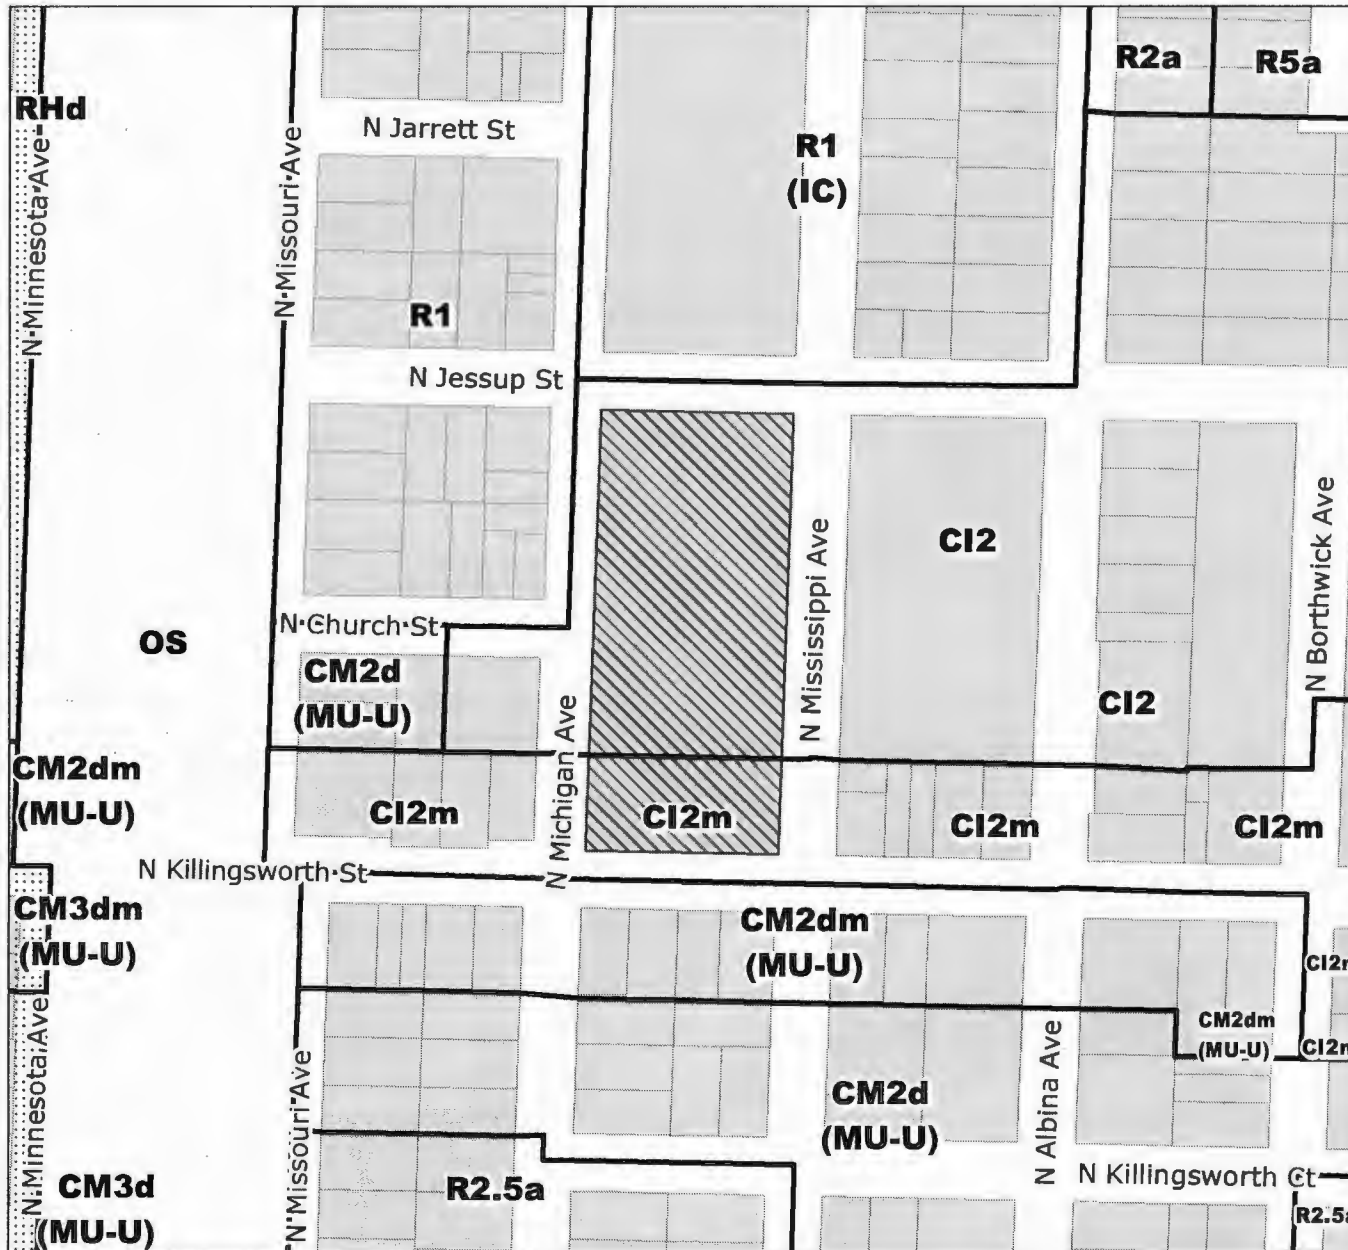 R2a
R5a
RHd
N Jarrett St
R1
(IC)
N Minnesota Ave
N Missouri Ave
R1
N Jessup St
CI2
N Mississippi Ave
N Borthwick Ave
N Church St
OS
CM2d
(MU-U)
CI2
N Michigan Ave
CM2dm
(MU-U)
CI2m
CI2m
CI2m
CI2m
N Killingsworth St
CM3dm
(MU-U)
CM2dm
(MU-U)
CI2m
CM2dm
(MU-U)
CI2m
N Minnesota Ave
N Missouri Ave
N Albina Ave
CM2d
(MU-U)
N Killingsworth Ct
CM3d
(MU-U)
R2.5a
R2.5a